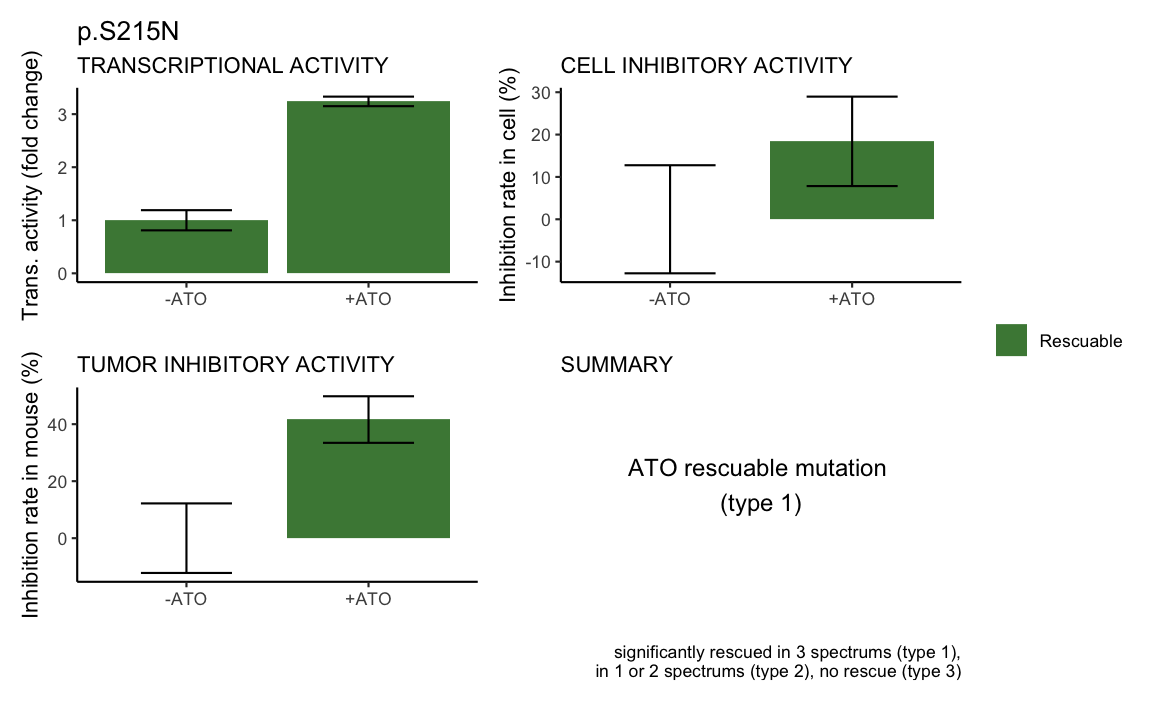 p.S215N
TRANSCRIPTIONAL ACTIVITY
Trans. activity (fold change)
3
2
1
0
-ATO
+ATO
CELL INHIBITORY ACTIVITY
Inhibition rate in cell (%)
30
20
10
0
-10
-ATO
+ATO
Rescuable
TUMOR INHIBITORY ACTIVITY
Inhibition rate in mouse (%)
40
20
0
-ATO
+ATO
SUMMARY
ATO rescuable mutation
(type 1)
significantly rescued in 3 spectrums (type 1),
in 1 or 2 spectrums (type 2), no rescue (type 3)